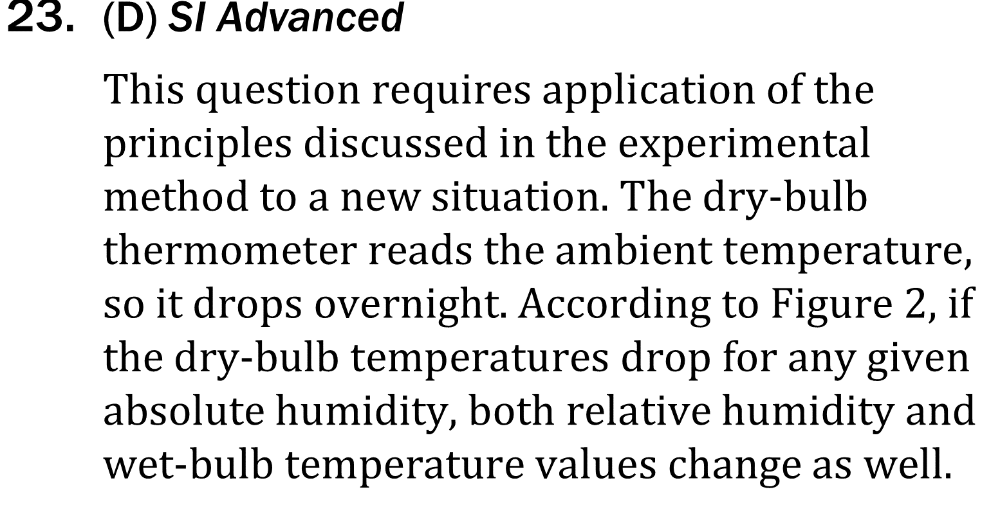 23. (D) SI Advanced
This question requires application of the
principles discussed in the experimental
method to a new situation. The dry-bulb
thermometer reads the ambient temperature,
so it drops overnight. According to Figure 2, if
the dry-bulb temperatures drop for any given
absolute humidity, both relative humidity and
wet-bulb temperature values change as well.